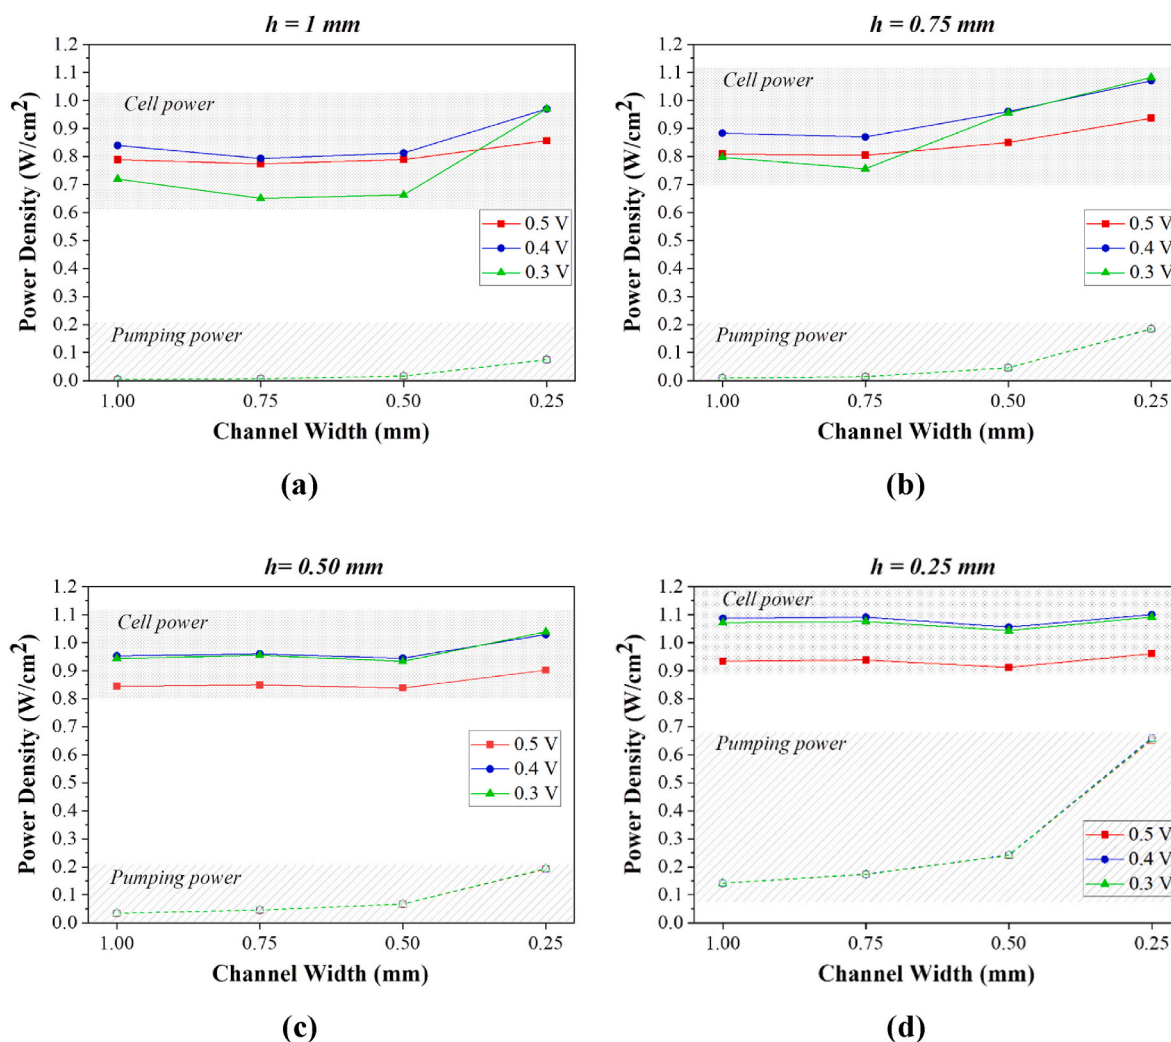 h = 1 mm
1.2
1.1
1.0
0.9
0.8
0.7
0.6
0.5
0.4
0.3
0.2
0.1
0.0
Power Density (W/cm²)
Cell power
0.5 V
0.4 V
0.3 V
Pumping power
1.00 0.75 0.50 0.25
Channel Width (mm)
(a)
h = 0.75 mm
1.2
1.1
1.0
0.9
0.8
0.7
0.6
0.5
0.4
0.3
0.2
0.1
0.0
Power Density (W/cm²)
Cell power
0.5 V
0.4 V
0.3 V
Pumping power
1.00 0.75 0.50 0.25
Channel Width (mm)
(b)
h= 0.50 mm
1.2
1.1
1.0
0.9
0.8
0.7
0.6
0.5
0.4
0.3
0.2
0.1
0.0
Power Density (W/cm²)
Cell power
0.5 V
0.4 V
0.3 V
Pumping power
1.00 0.75 0.50 0.25
Channel Width (mm)
(c)
h = 0.25 mm
1.2
1.1
1.0
0.9
0.8
0.7
0.6
0.5
0.4
0.3
0.2
0.1
0.0
Power Density (W/cm²)
Cell power
Pumping power
0.5 V
0.4 V
0.3 V
1.00 0.75 0.50 0.25
Channel Width (mm)
(d)